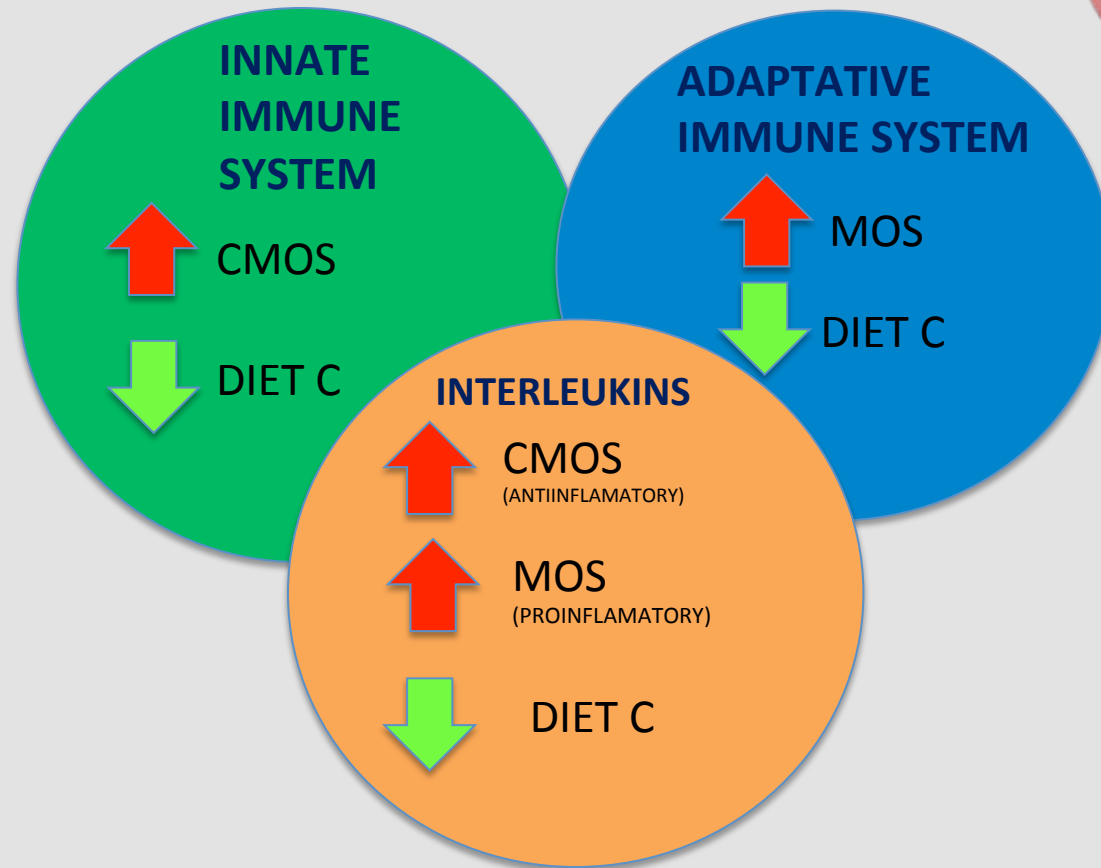 INNATE
IMMUNE
SYSTEM
CMOS
DIET C
ADAPTATIVE
IMMUNE SYSTEM
MOS
DIET C
INTERLEUKINS
CMOS
(ANTIINFLAMATORY)
MOS
(PROINFLAMATORY)
DIET C